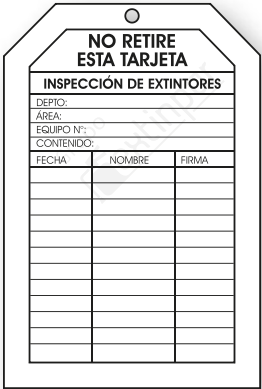 NO RETIRE
ESTA TARJETA
INSPECCIÓN DE EXTINTORES
DEPTO:
ÁREA:
EQUIPO N°:
CONTENIDO:
FECHA NOMBRE FIRMA